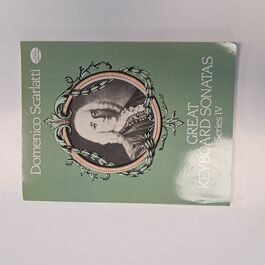 Domenico Scarlatti
GREAT
KEYBOARD SONATAS
Series IV